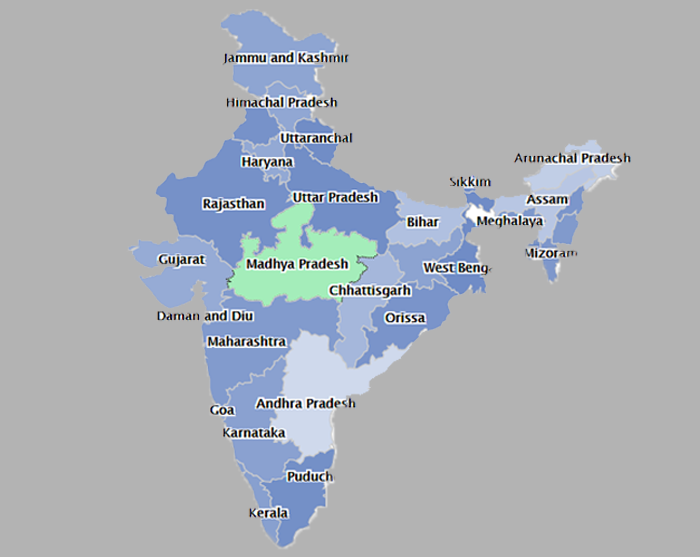 Jammu and Kashmir
Himachal Pradesh
Uttaranchal
Haryana
Arunachal Pradesh
Sikkim
Rajasthan
Uttar Pradesh
Assam
Bihar
Meghalaya
Mizoram
Gujarat
Madhya Pradesh
West Beng
Chhattisgarh
Daman and Diu
Orissa
Maharashtra
Andhra Pradesh
Goa
Karnataka
Puduch
Kerala